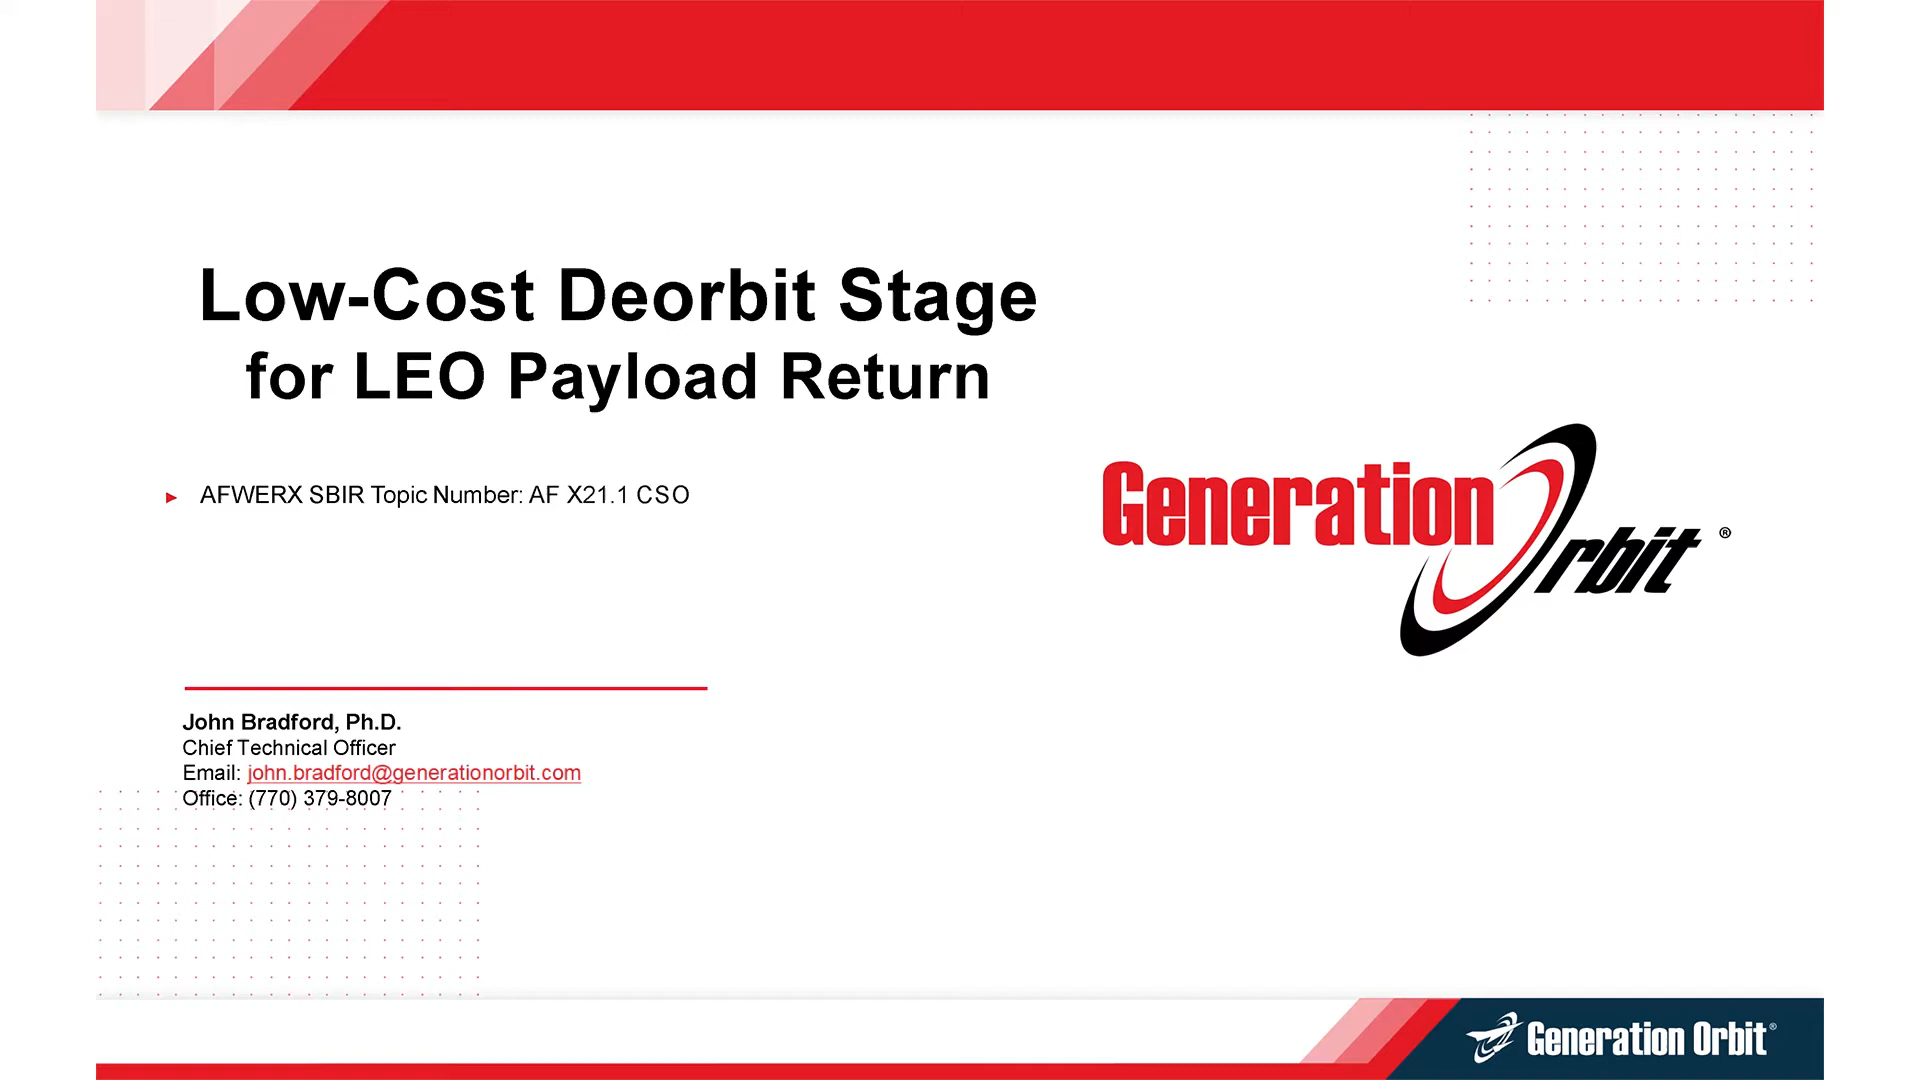 Low-Cost Deorbit Stage
for LEO Payload Return
► AFWERX SBIR Topic Number: AF X21.1 CSO
Generation Orbit ®
John Bradford, Ph.D.
Chief Technical Officer
Email: john.bradford@generationorbit.com
Office: (770) 379-8007
Generation Orbit®